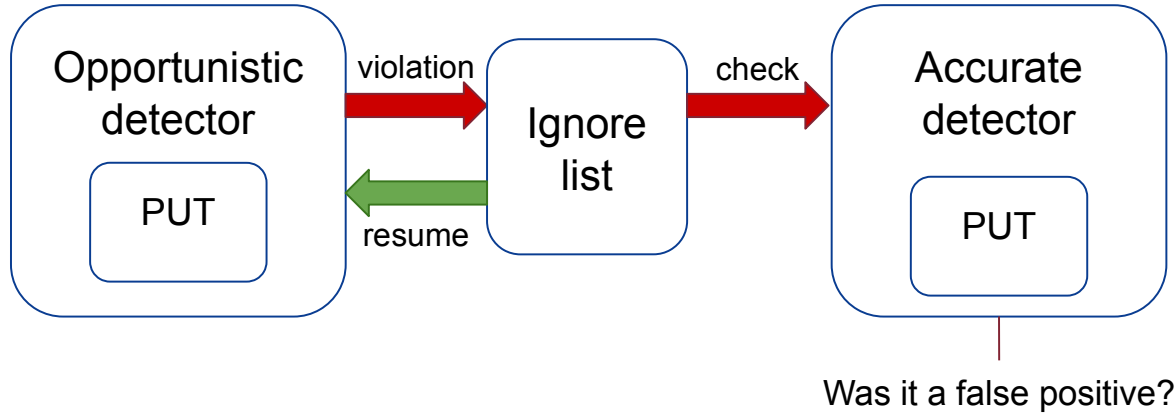 Opportunistic
detector
PUT
violation
resume
Ignore
list
check
Accurate
detector
PUT
Was it a false positive?